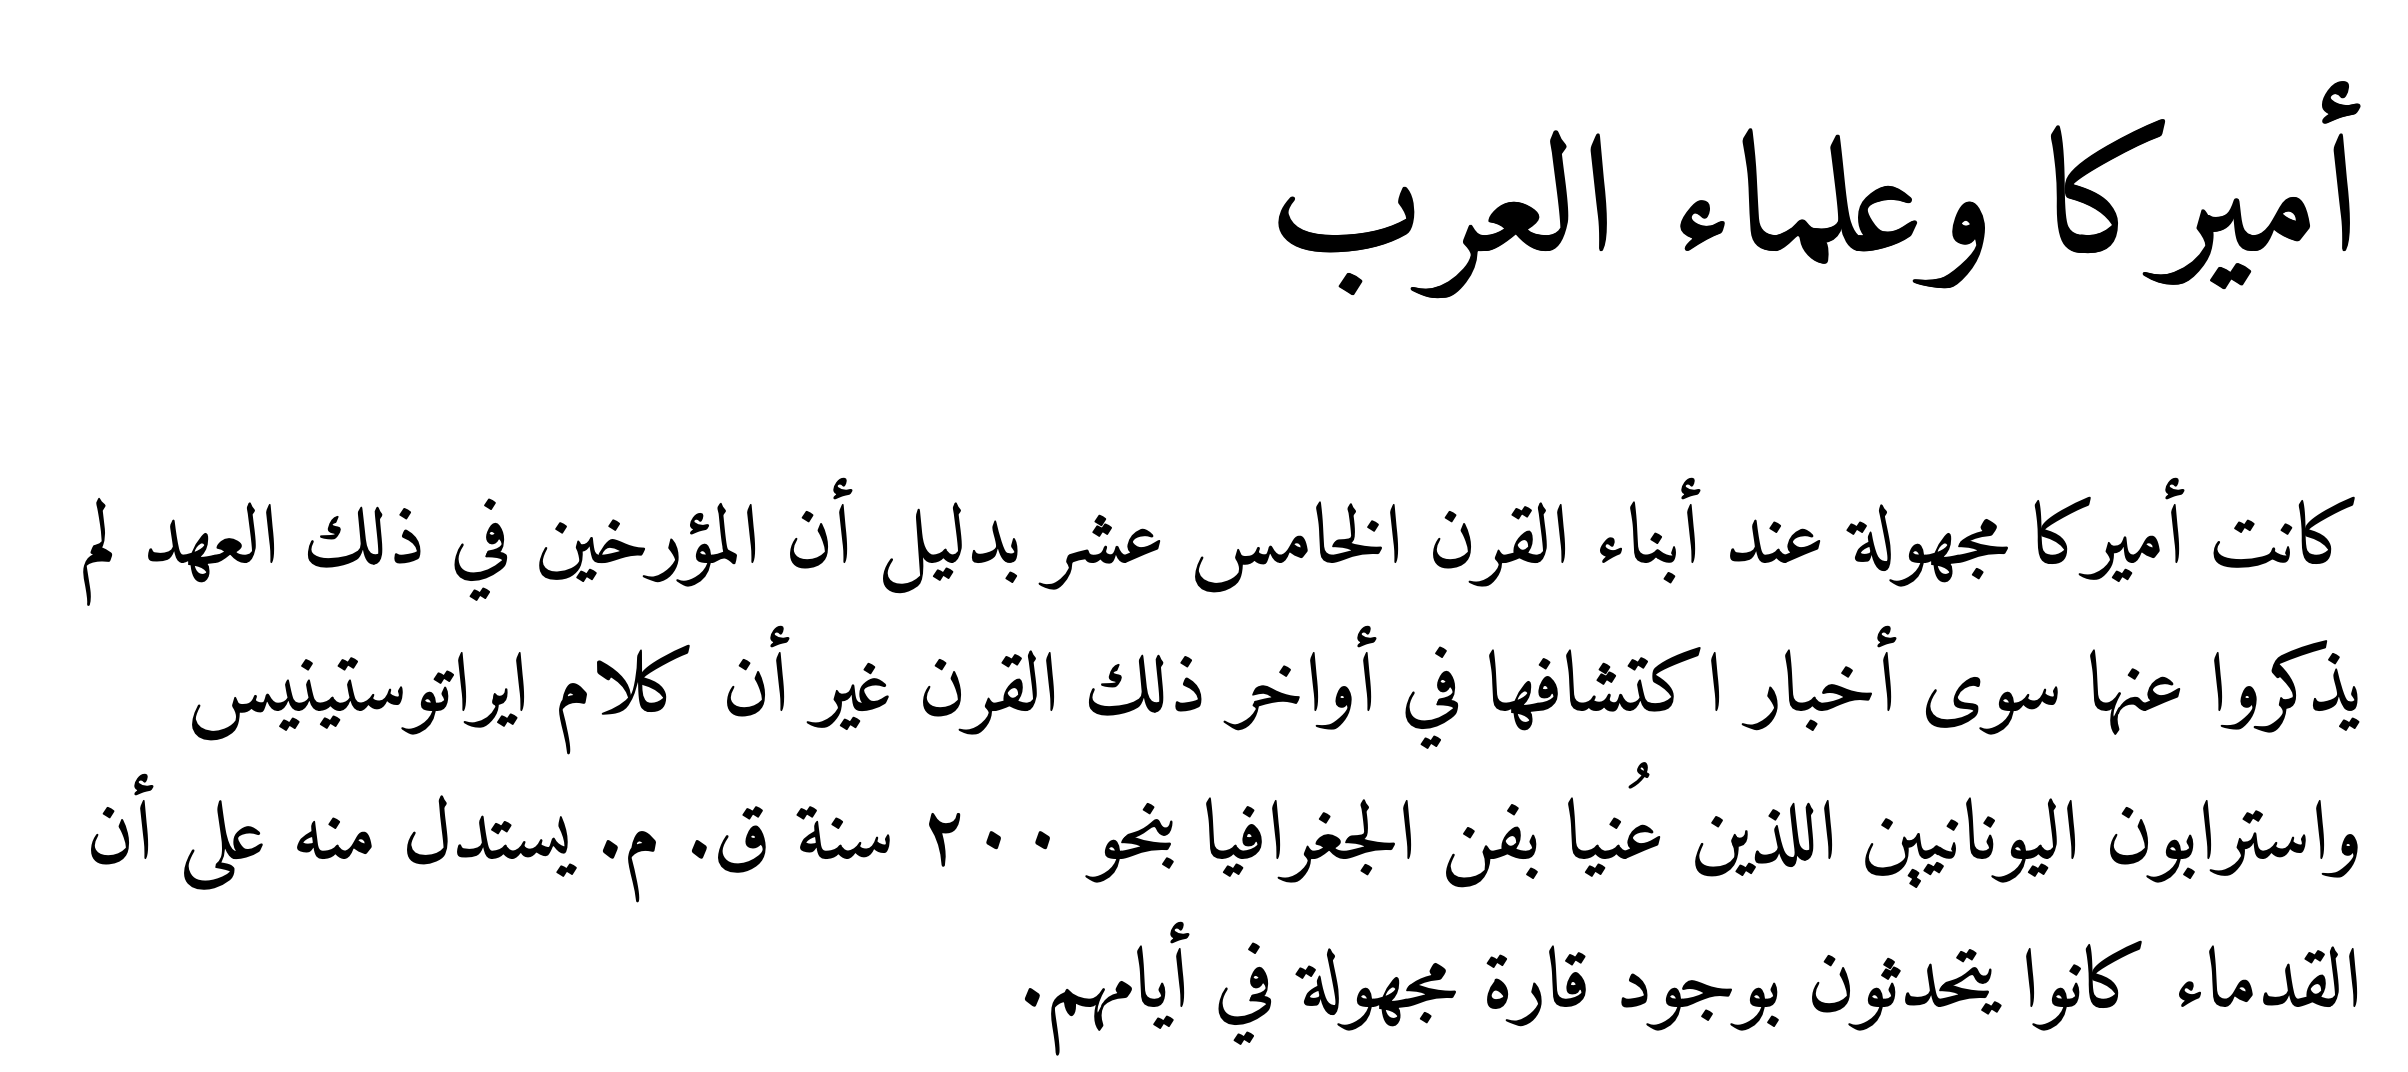 أميركا وعلماء العرب
كانت أميركا مجهولة عند أبناء القرن الخامس عشر بدليل أن المؤرخين في ذلك العهد لم
يذكروا عنها سوى أخبار اكتشافها في أواخر ذلك القرن غير أن كلام ايراتوستينيس
واسترابون اليونانيين اللذين عُنيا بفن الجغرافيا بنحو ٢٠٠ سنة ق. م. يستدل منه على أن
القدماء كانوا يتحدثون بوجود قارة مجهولة في أيامهم.